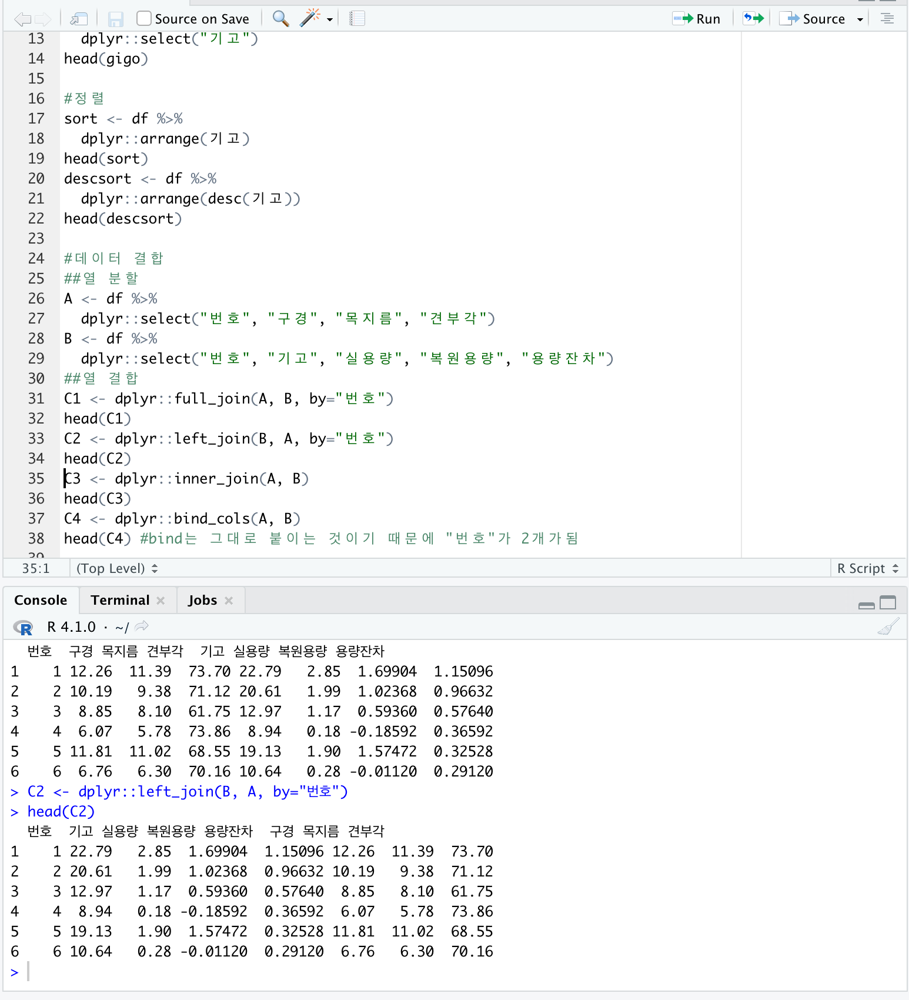 Source on Save Run Source
13 dplyr::select("기고")
14 head(gigo)
15
16 #정렬
17 sort <- df %>%
18 dplyr::arrange(기고)
19 head(sort)
20 descsort <- df %>%
21 dplyr::arrange(desc(기고))
22 head(descsort)
23
24 #데이터 결합
25 ##열 분할
26 A <- df %>%
27 dplyr::select("번호", "구경", "목지름", "견부각")
28 B <- df %>%
29 dplyr::select("번호", "기고", "실용량", "복원용량", "용량잔차")
30 ##열 결합
31 C1 <- dplyr::full_join(A, B, by="번호")
32 head(C1)
33 C2 <- dplyr::left_join(B, A, by="번호")
34 head(C2)
35 C3 <- dplyr::inner_join(A, B)
36 head(C3)
37 C4 <- dplyr::bind_cols(A, B)
38 head(C4) #bind는 그대로 붙이는 것이기 때문에 "번호"가 2개가됨
39
35:1 (Top Level) R Script
Console Terminal Jobs
R R 4.1.0 · ~/
번호 구경 목지름 견부각 기고 실용량 복원용량 용량잔차
1 1 12.26 11.39 73.70 22.79 2.85 1.69904 1.15096
2 2 10.19 9.38 71.12 20.61 1.99 1.02368 0.96632
3 3 8.85 8.10 61.75 12.97 1.17 0.59360 0.57640
4 4 6.07 5.78 73.86 8.94 0.18 -0.18592 0.36592
5 5 11.81 11.02 68.55 19.13 1.90 1.57472 0.32528
6 6 6.76 6.30 70.16 10.64 0.28 -0.01120 0.29120
> C2 <- dplyr::left_join(B, A, by="번호")
> head(C2)
번호 기고 실용량 복원용량 용량잔차 구경 목지름 견부각
1 1 22.79 2.85 1.69904 1.15096 12.26 11.39 73.70
2 2 20.61 1.99 1.02368 0.96632 10.19 9.38 71.12
3 3 12.97 1.17 0.59360 0.57640 8.85 8.10 61.75
4 4 8.94 0.18 -0.18592 0.36592 6.07 5.78 73.86
5 5 19.13 1.90 1.57472 0.32528 11.81 11.02 68.55
6 6 10.64 0.28 -0.01120 0.29120 6.76 6.30 70.16
>